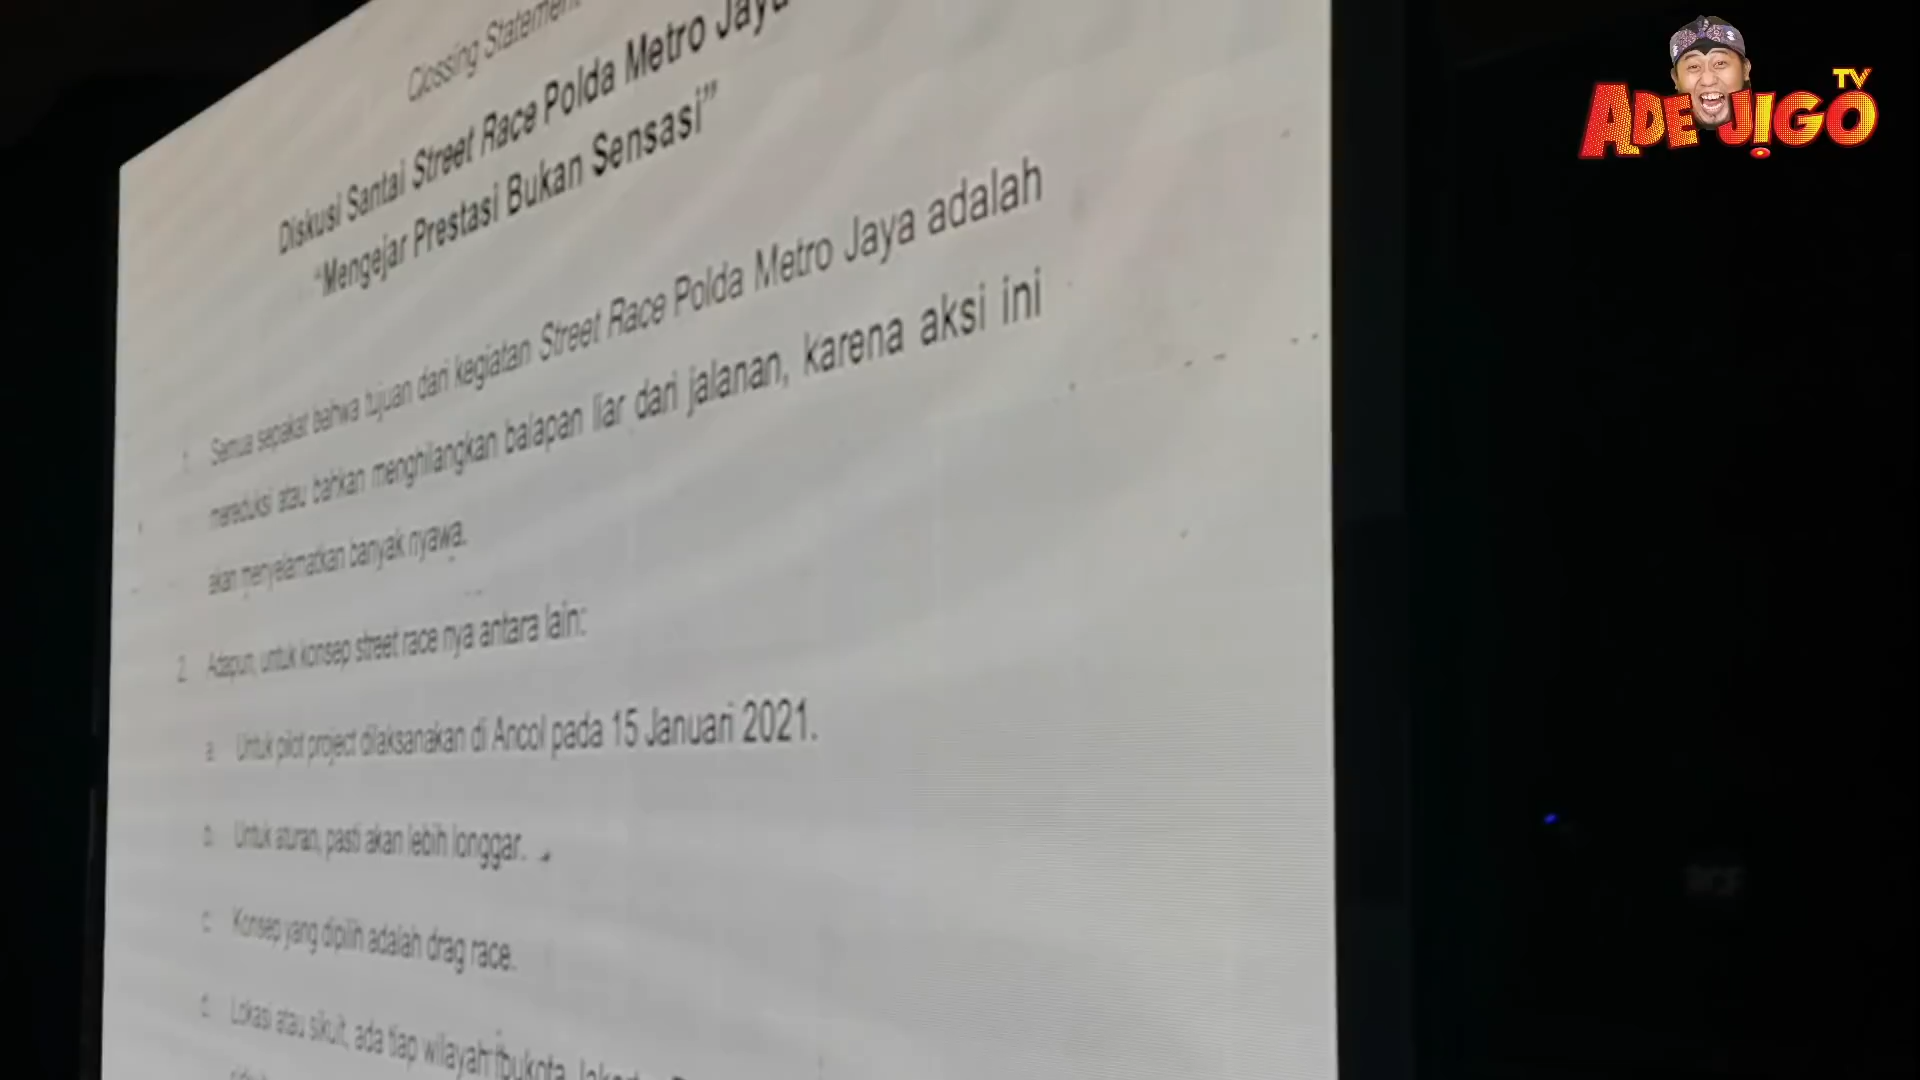 Clossing Statement
Diskusi Santai Street Race Polda Metro Jaya
“Mengejar Prestasi Bukan Sensasi”
1. Semua sepakat bahwa tujuan dari kegiatan Street Race Polda Metro Jaya adalah
mereduksi atau bahkan menghilangkan balapan liar dari jalanan, karena aksi ini
akan menyelamatkan banyak nyawa.
2. Adapun, untuk konsep street race nya antara lain:
a. Untuk pilot project dilaksanakan di Ancol pada 15 Januari 2021.
b. Untuk aturan, pasti akan lebih longgar.
c. Konsep yang dipilih adalah drag race.
d. Lokasi atau sikuit, ada tiap wilayah ibukota
ADE JIGO TV